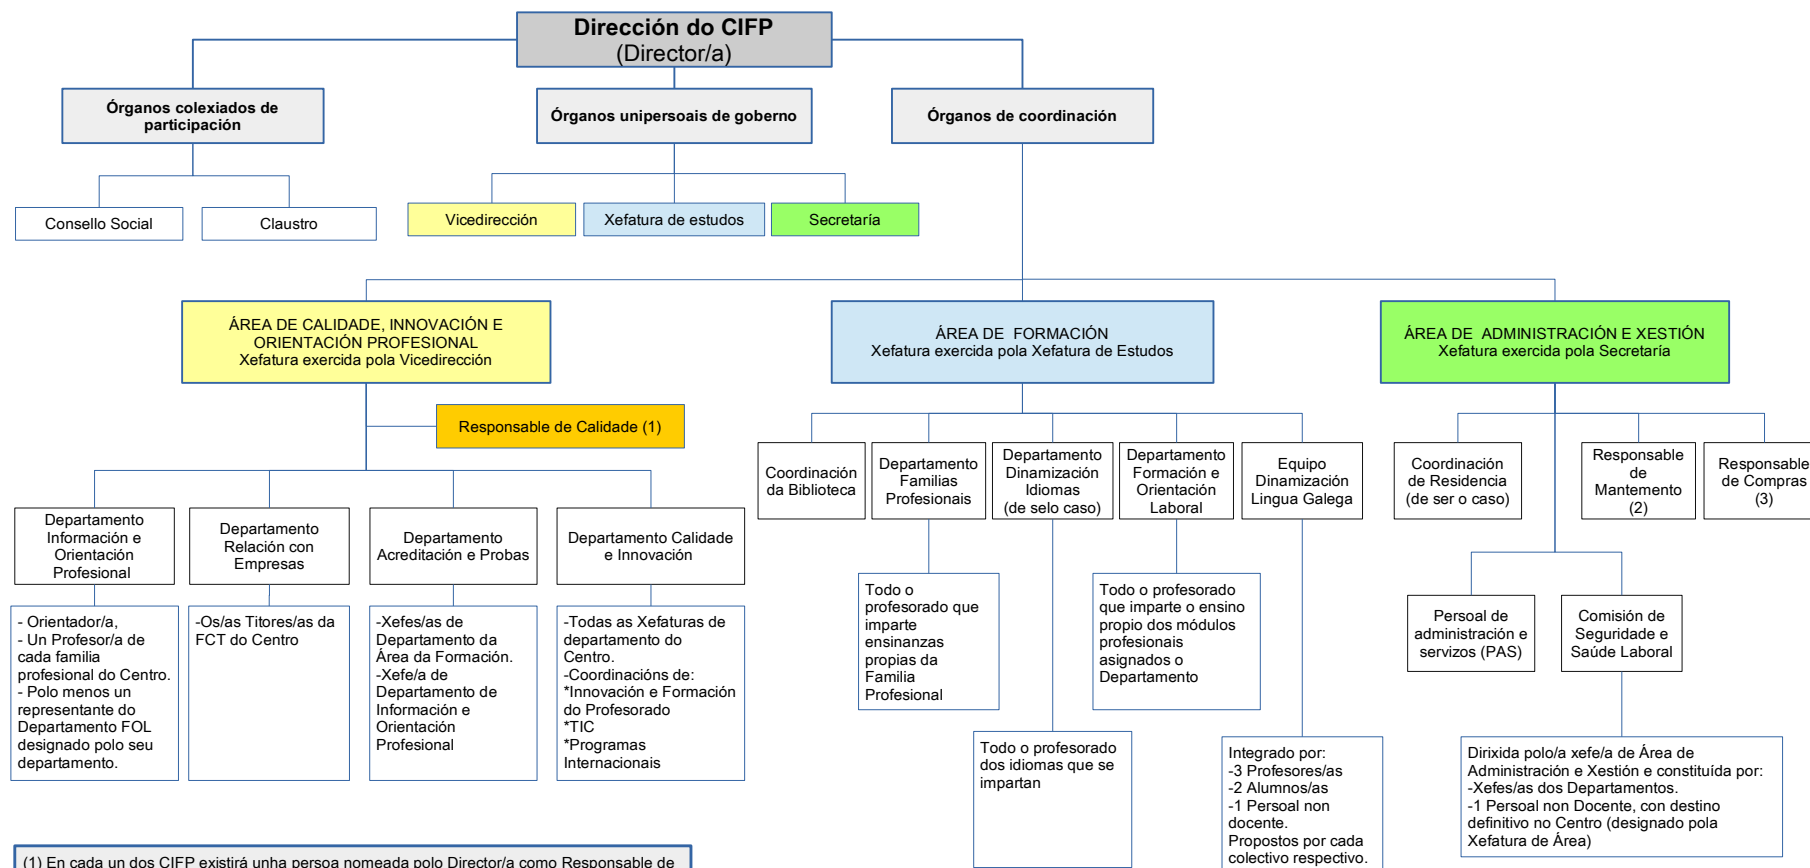 Dirección do CIFP
(Director/a)
Órganos colexiados de
participación
Órganos unipersoais de goberno
Órganos de coordinación
Consello Social
Claustro
Vicedirección
Xefatura de estudos
Secretaría
ÁREA DE CALIDADE, INNOVACIÓN E
ORIENTACIÓN PROFESIONAL
Xefatura exercida pola Vicedirección
ÁREA DE FORMACIÓN
Xefatura exercida pola Xefatura de Estudos
ÁREA DE ADMINISTRACIÓN E XESTIÓN
Xefatura exercida pola Secretaría
Responsable de Calidade (1)
Departamento
Información e
Orientación
Profesional
Departamento
Relación con
Empresas
Departamento
Acreditación e Probas
Departamento Calidade
e Innovación
- Orientador/a,
- Un Profesor/a de
cada familia
profesional do Centro.
- Polo menos un
representante do
Departamento FOL
designado polo seu
departamento.
-Os/as Titores/as da
FCT do Centro
-Xefes/as de
Departamento da
Área da Formación.
-Xefe/a de
Departamento de
Información e
Orientación
Profesional
-Todas as Xefaturas de
departamento do
Centro.
-Coordinacións de:
*Innovación e Formación
do Profesorado
*TIC
*Programas
Internacionais
Coordinación
da Biblioteca
Departamento
Familias
Profesionais
Departamento
Dinamización
Idiomas
(de selo caso)
Departamento
Formación e
Orientación
Laboral
Equipo
Dinamización
Lingua Galega
Todo o
profesorado que
imparte
ensinanzas
propias da
Familia
Profesional
Todo o profesorado
dos idiomas que se
impartan
Todo o profesorado
que imparte o ensino
propio dos módulos
profesionais
asignados o
Departamento
Integrado por:
-3 Profesores/as
-2 Alumnos/as
-1 Persoal non
docente.
Propostos por cada
colectivo respectivo.
Coordinación
de Residencia
(de ser o caso)
Responsable
de
Mantemento
(2)
Responsable
de Compras
(3)
Persoal de
administración e
servizos (PAS)
Comisión de
Seguridade e
Saúde Laboral
Dirixida polo/a xefe/a de Área de
Administración e Xestión e constituída por:
-Xefes/as dos Departamentos.
-1 Persoal non Docente, con destino
definitivo no Centro (designado pola
Xefatura de Área)
(1) En cada un dos CIFP existirá unha persoa nomeada polo Director/a como Responsable de